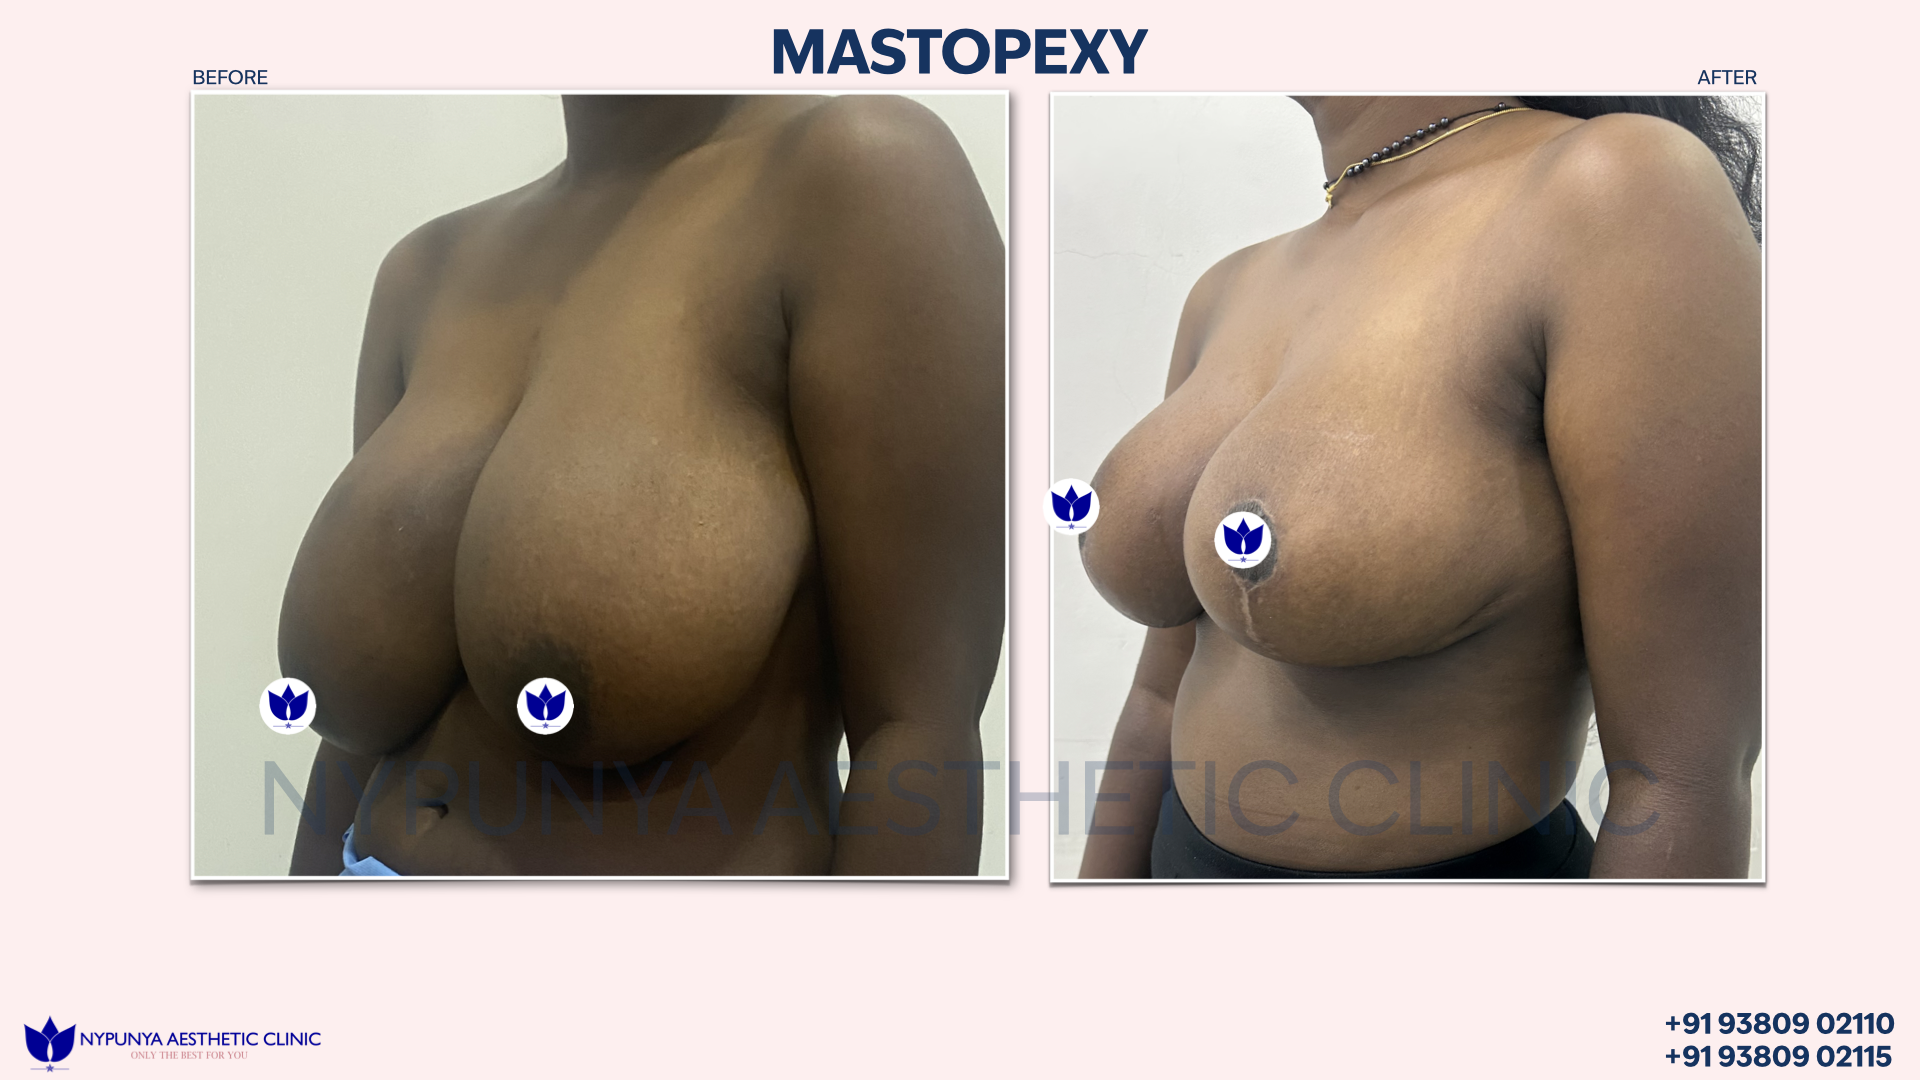 MASTOPEXY
BEFORE
AFTER
NYPUNYA AESTHETIC CLINIC
NYPUNYA AESTHETIC CLINIC
ONLY THE BEST FOR YOU
+91 93809 02110
+91 93809 02115